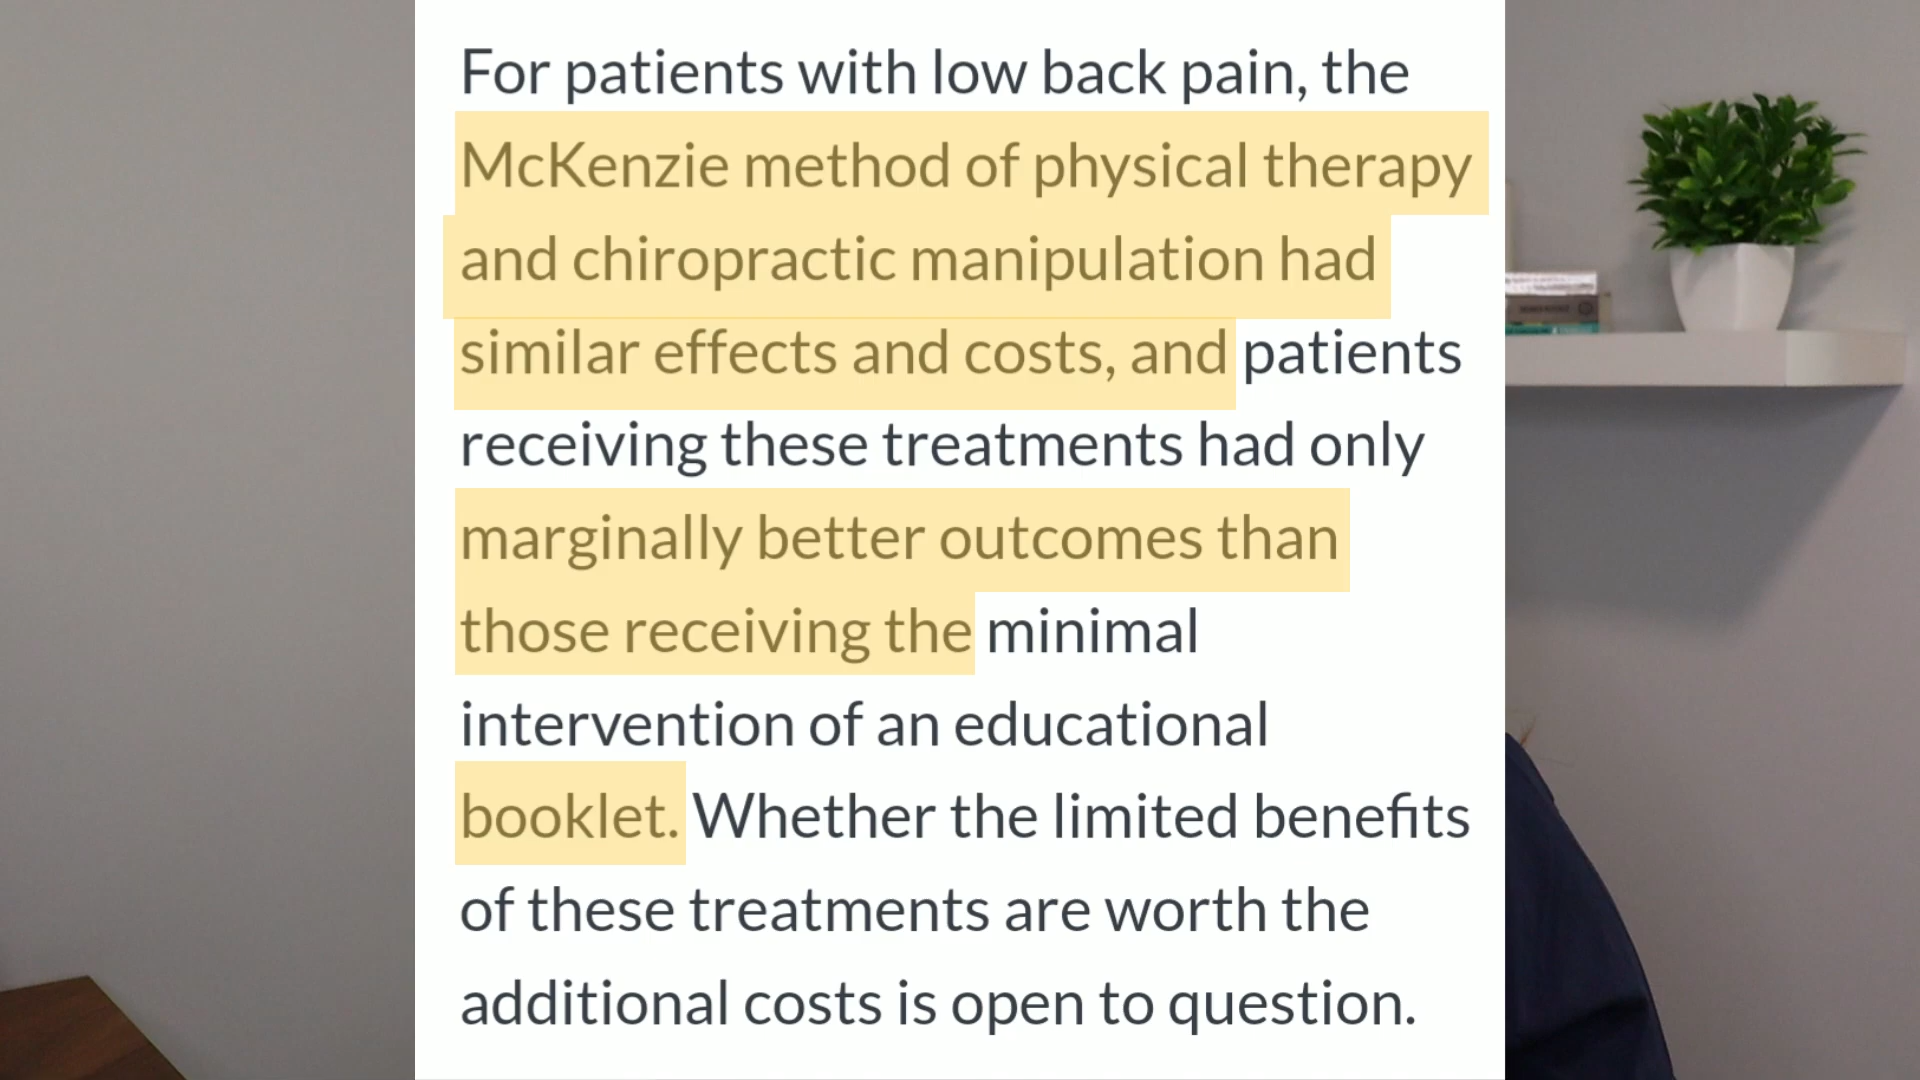 For patients with low back pain, the
McKenzie method of physical therapy
and chiropractic manipulation had
similar effects and costs, and patients
receiving these treatments had only
marginally better outcomes than
those receiving the minimal
intervention of an educational
booklet. Whether the limited benefits
of these treatments are worth the
additional costs is open to question.